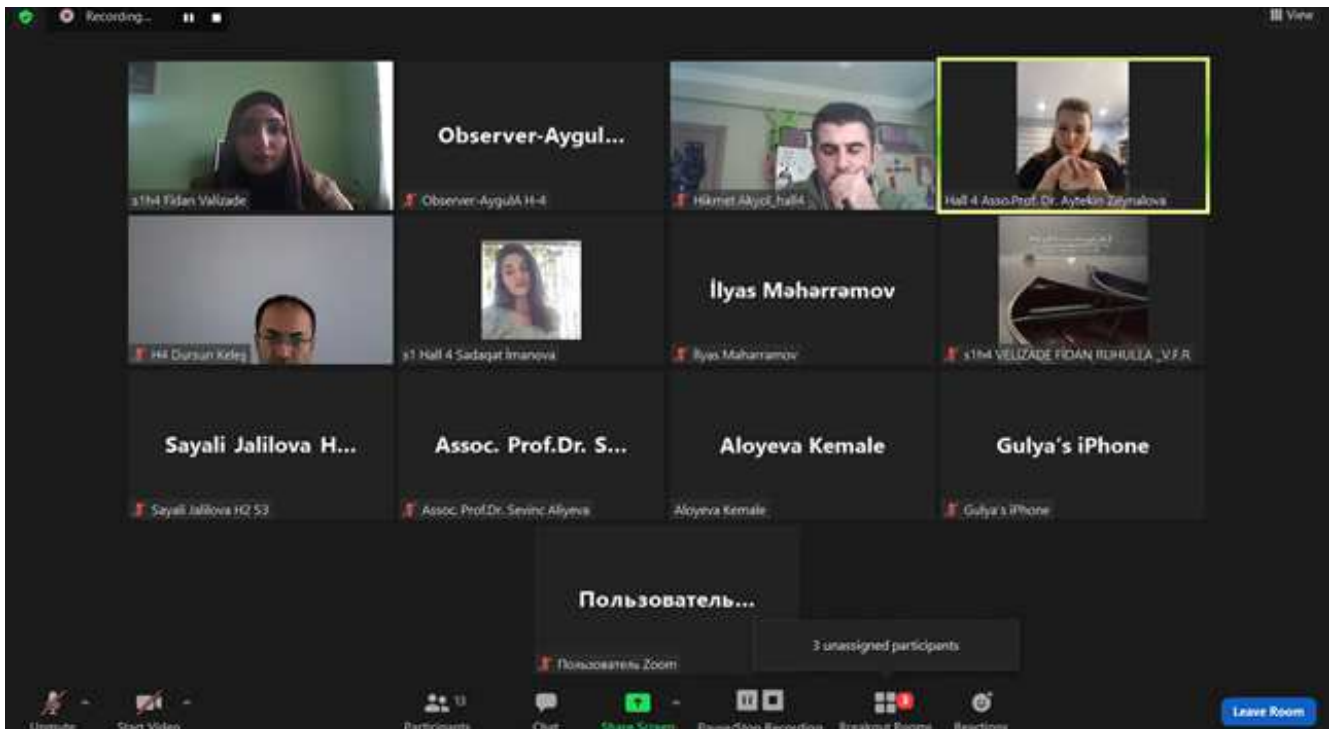 Recording...
View
s1h4 Fidan Valizade
Observer-Aygul...
Observer-AygulA H-4
Hikmet Akyol_hall4
Hall 4 Asso.Prof. Dr. Aytekin Zeynalova
H4 Dursun Keleş
s1 Hall 4 Sadaqat İmanova
İlyas Məhərrəmov
İlyas Maharramov
s1h4 VELIZADE FIDAN RUHULLA _V.F.R
Sayali Jalilova H...
Sayali Jalilova H2 S3
Assoc. Prof.Dr. S...
Assoc. Prof.Dr. Sevinc Aliyeva
Aloyeva Kemale
Aloyeva Kemale
Gulya's iPhone
Gulya's iPhone
Пользователь...
Пользователь Zoom
3 unassigned participants
Unmute
Start Video
13
Participants
Chat
Share Screen
Pause/Stop Recording
3
Breakout Rooms
Reactions
Leave Room